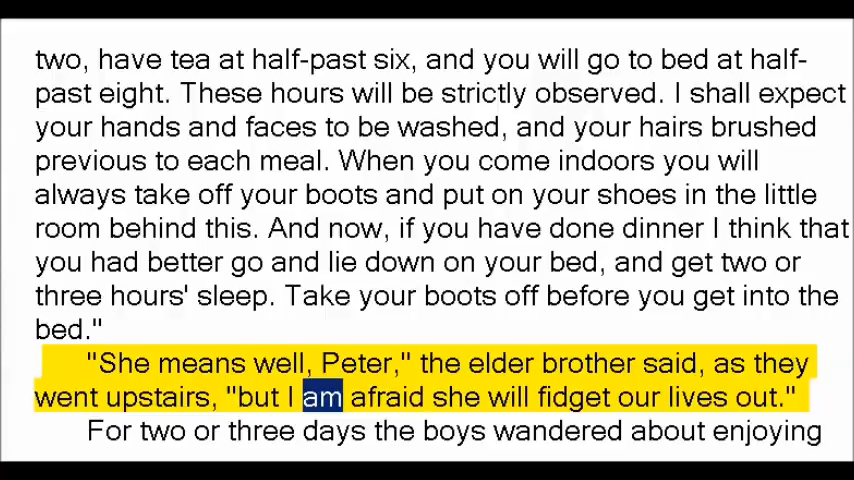 two, have tea at half-past six, and you will go to bed at half-
past eight. These hours will be strictly observed. I shall expect
your hands and faces to be washed, and your hairs brushed
previous to each meal. When you come indoors you will
always take off your boots and put on your shoes in the little
room behind this. And now, if you have done dinner I think that
you had better go and lie down on your bed, and get two or
three hours' sleep. Take your boots off before you get into the
bed."
"She means well, Peter," the elder brother said, as they
went upstairs, "but I am afraid she will fidget our lives out."
For two or three days the boys wandered about enjoying